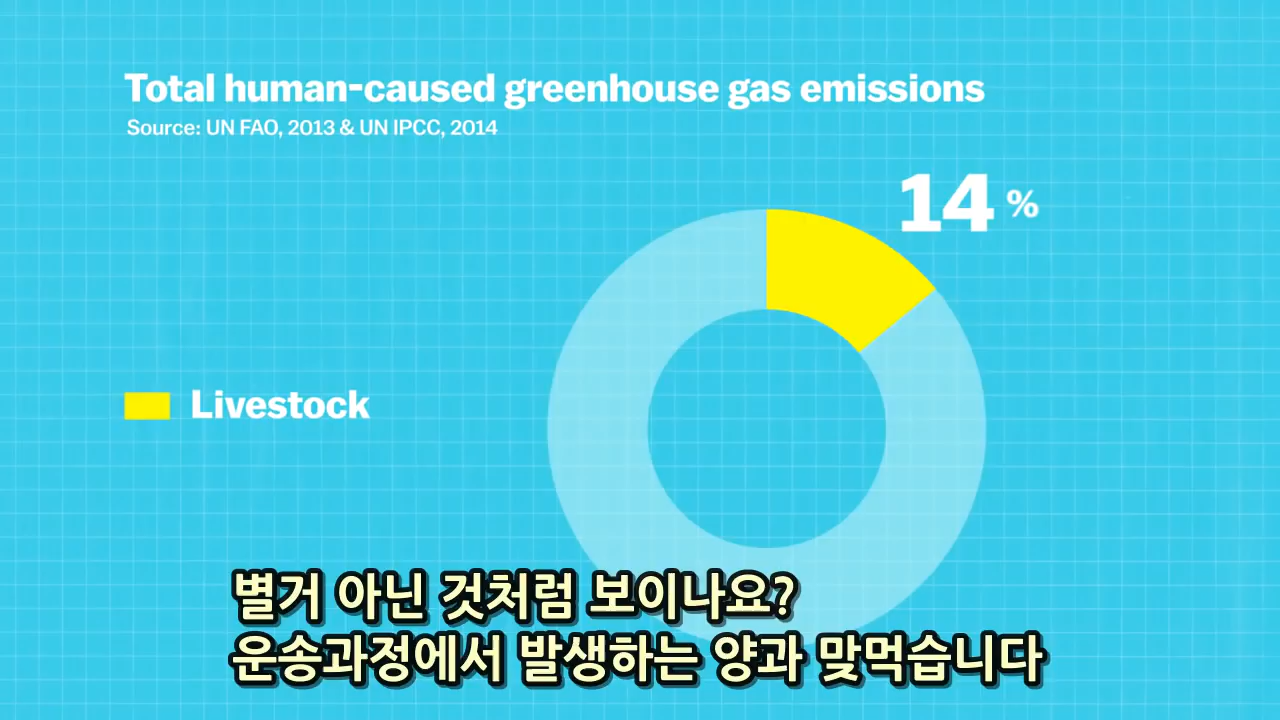 Total human-caused greenhouse gas emissions
Source: UN FAO, 2013 & UN IPCC, 2014
14 %
Livestock
별거 아닌 것처럼 보이나요?
운송과정에서 발생하는 양과 맞먹습니다